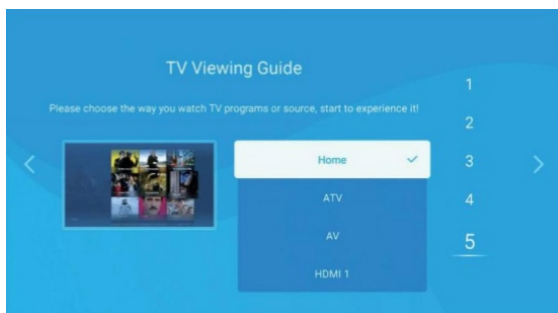 TV Viewing Guide
Please choose the way you watch TV programs or source, start to experience it!
Home
ATV
AV
HDMI 1
1
2
3
4
5